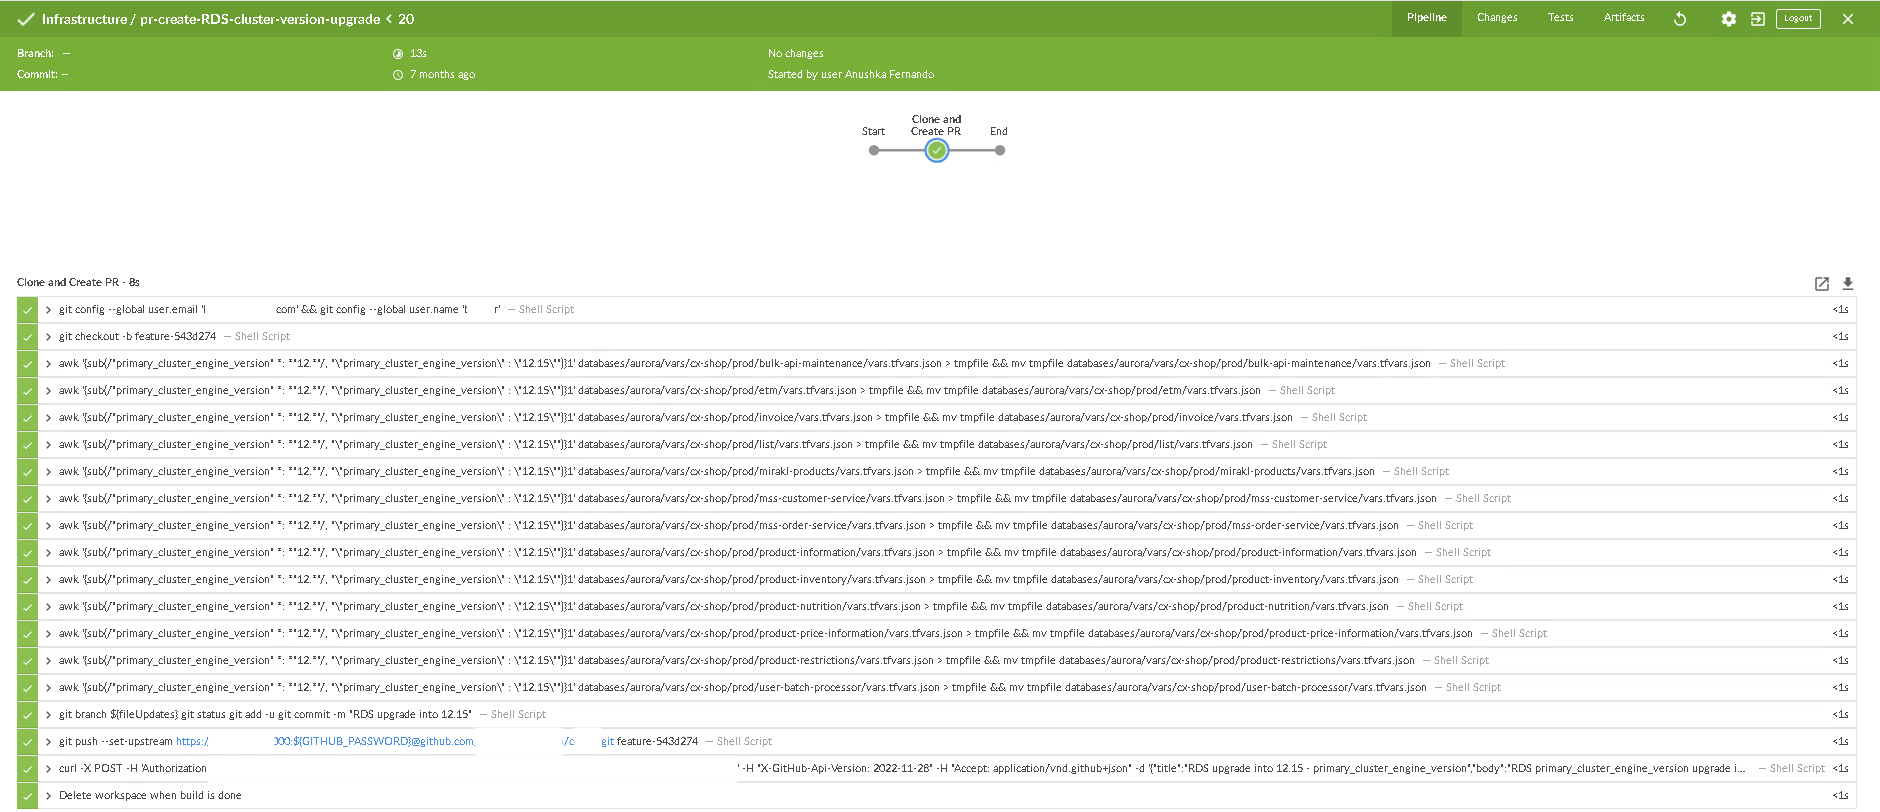 Infrastructure / pr-create-RDS-cluster-version-upgrade < 20
Pipeline Changes Tests Artifacts Logout
Branch: — 13s No changes
Commit: — 7 months ago Started by user Anushka Fernando
Clone and
Start Create PR End
Clone and Create PR - 8s
git config --global user.email 'l com' && git config --global user.name 't r' — Shell Script <1s
git checkout -b feature-543d274 — Shell Script <1s
awk '{sub(/"primary_cluster_engine_version" *: *"12.*"/, "\"primary_cluster_engine_version\" : \"12.15\"")}1' databases/aurora/vars/cx-shop/prod/bulk-api-maintenance/vars.tfvars.json > tmpfile && mv tmpfile databases/aurora/vars/cx-shop/prod/bulk-api-maintenance/vars.tfvars.json — Shell Script <1s
awk '{sub(/"primary_cluster_engine_version" *: *"12.*"/, "\"primary_cluster_engine_version\" : \"12.15\"")}1' databases/aurora/vars/cx-shop/prod/etm/vars.tfvars.json > tmpfile && mv tmpfile databases/aurora/vars/cx-shop/prod/etm/vars.tfvars.json — Shell Script <1s
awk '{sub(/"primary_cluster_engine_version" *: *"12.*"/, "\"primary_cluster_engine_version\" : \"12.15\"")}1' databases/aurora/vars/cx-shop/prod/invoice/vars.tfvars.json > tmpfile && mv tmpfile databases/aurora/vars/cx-shop/prod/invoice/vars.tfvars.json — Shell Script <1s
awk '{sub(/"primary_cluster_engine_version" *: *"12.*"/, "\"primary_cluster_engine_version\" : \"12.15\"")}1' databases/aurora/vars/cx-shop/prod/list/vars.tfvars.json > tmpfile && mv tmpfile databases/aurora/vars/cx-shop/prod/list/vars.tfvars.json — Shell Script <1s
awk '{sub(/"primary_cluster_engine_version" *: *"12.*"/, "\"primary_cluster_engine_version\" : \"12.15\"")}1' databases/aurora/vars/cx-shop/prod/mirakl-products/vars.tfvars.json > tmpfile && mv tmpfile databases/aurora/vars/cx-shop/prod/mirakl-products/vars.tfvars.json — Shell Script <1s
awk '{sub(/"primary_cluster_engine_version" *: *"12.*"/, "\"primary_cluster_engine_version\" : \"12.15\"")}1' databases/aurora/vars/cx-shop/prod/mss-customer-service/vars.tfvars.json > tmpfile && mv tmpfile databases/aurora/vars/cx-shop/prod/mss-customer-service/vars.tfvars.json — Shell Script <1s
awk '{sub(/"primary_cluster_engine_version" *: *"12.*"/, "\"primary_cluster_engine_version\" : \"12.15\"")}1' databases/aurora/vars/cx-shop/prod/mss-order-service/vars.tfvars.json > tmpfile && mv tmpfile databases/aurora/vars/cx-shop/prod/mss-order-service/vars.tfvars.json — Shell Script <1s
awk '{sub(/"primary_cluster_engine_version" *: *"12.*"/, "\"primary_cluster_engine_version\" : \"12.15\"")}1' databases/aurora/vars/cx-shop/prod/product-information/vars.tfvars.json > tmpfile && mv tmpfile databases/aurora/vars/cx-shop/prod/product-information/vars.tfvars.json — Shell Script <1s
awk '{sub(/"primary_cluster_engine_version" *: *"12.*"/, "\"primary_cluster_engine_version\" : \"12.15\"")}1' databases/aurora/vars/cx-shop/prod/product-inventory/vars.tfvars.json > tmpfile && mv tmpfile databases/aurora/vars/cx-shop/prod/product-inventory/vars.tfvars.json — Shell Script <1s
awk '{sub(/"primary_cluster_engine_version" *: *"12.*"/, "\"primary_cluster_engine_version\" : \"12.15\"")}1' databases/aurora/vars/cx-shop/prod/product-nutrition/vars.tfvars.json > tmpfile && mv tmpfile databases/aurora/vars/cx-shop/prod/product-nutrition/vars.tfvars.json — Shell Script <1s
awk '{sub(/"primary_cluster_engine_version" *: *"12.*"/, "\"primary_cluster_engine_version\" : \"12.15\"")}1' databases/aurora/vars/cx-shop/prod/product-price-information/vars.tfvars.json > tmpfile && mv tmpfile databases/aurora/vars/cx-shop/prod/product-price-information/vars.tfvars.json — Shell Script <1s
awk '{sub(/"primary_cluster_engine_version" *: *"12.*"/, "\"primary_cluster_engine_version\" : \"12.15\"")}1' databases/aurora/vars/cx-shop/prod/product-restrictions/vars.tfvars.json > tmpfile && mv tmpfile databases/aurora/vars/cx-shop/prod/product-restrictions/vars.tfvars.json — Shell Script <1s
awk '{sub(/"primary_cluster_engine_version" *: *"12.*"/, "\"primary_cluster_engine_version\" : \"12.15\"")}1' databases/aurora/vars/cx-shop/prod/user-batch-processor/vars.tfvars.json > tmpfile && mv tmpfile databases/aurora/vars/cx-shop/prod/user-batch-processor/vars.tfvars.json — Shell Script <1s
git branch ${fileUpdates} git status git add -u git commit -m "RDS upgrade into 12.15" — Shell Script <1s
git push --set-upstream https:/ 000:${GITHUB_PASSWORD}@github.com, /c git feature-543d274 — Shell Script <1s
curl -X POST -H 'Authorization ' -H "X-GitHub-Api-Version: 2022-11-28" -H "Accept: application/vnd.github+json" -d '{"title":"RDS upgrade into 12.15 - primary_cluster_engine_version","body":"RDS primary_cluster_engine_version upgrade i... — Shell Script <1s
Delete workspace when build is done <1s